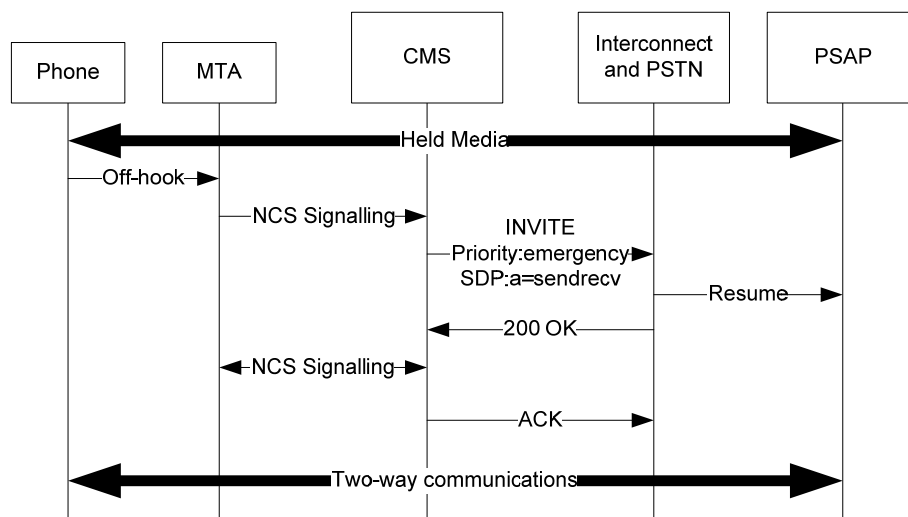 Phone
MTA
CMS
Interconnect
and PSTN
PSAP
Held Media
Off-hook
NCS Signalling
INVITE
Priority:emergency
SDP:a=sendrecv
Resume
200 OK
NCS Signalling
ACK
Two-way communications